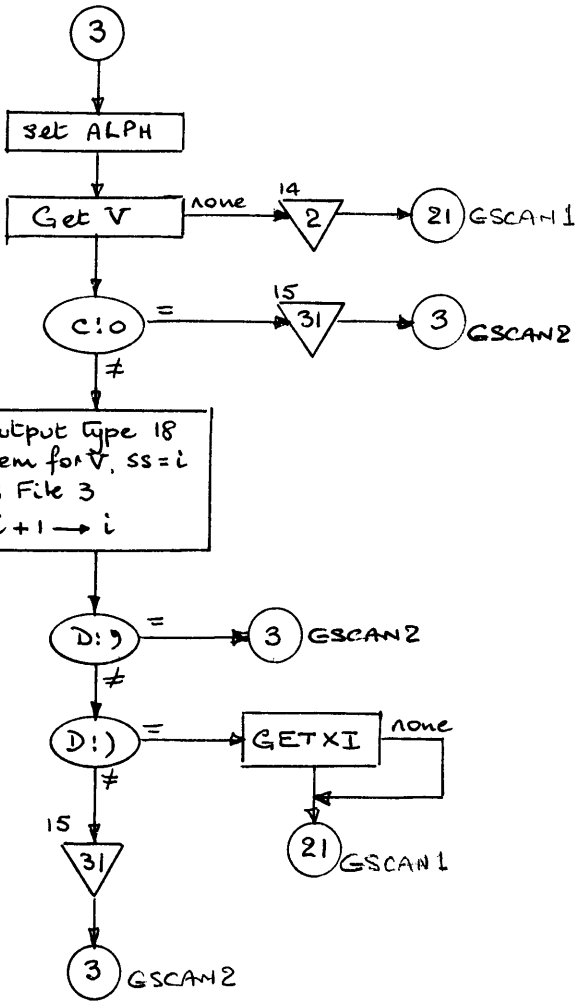 3
set ALPH
Get V
none
14
2
21
GSCAN1
C:0
=
15
31
3
GSCAN2
≠
utput type 18
em for V, ss=i
File 3
+1 → i
D:,
=
3
GSCAN2
≠
D:)
=
GETXI
none
≠
21
GSCAN1
15
31
3
GSCAN2